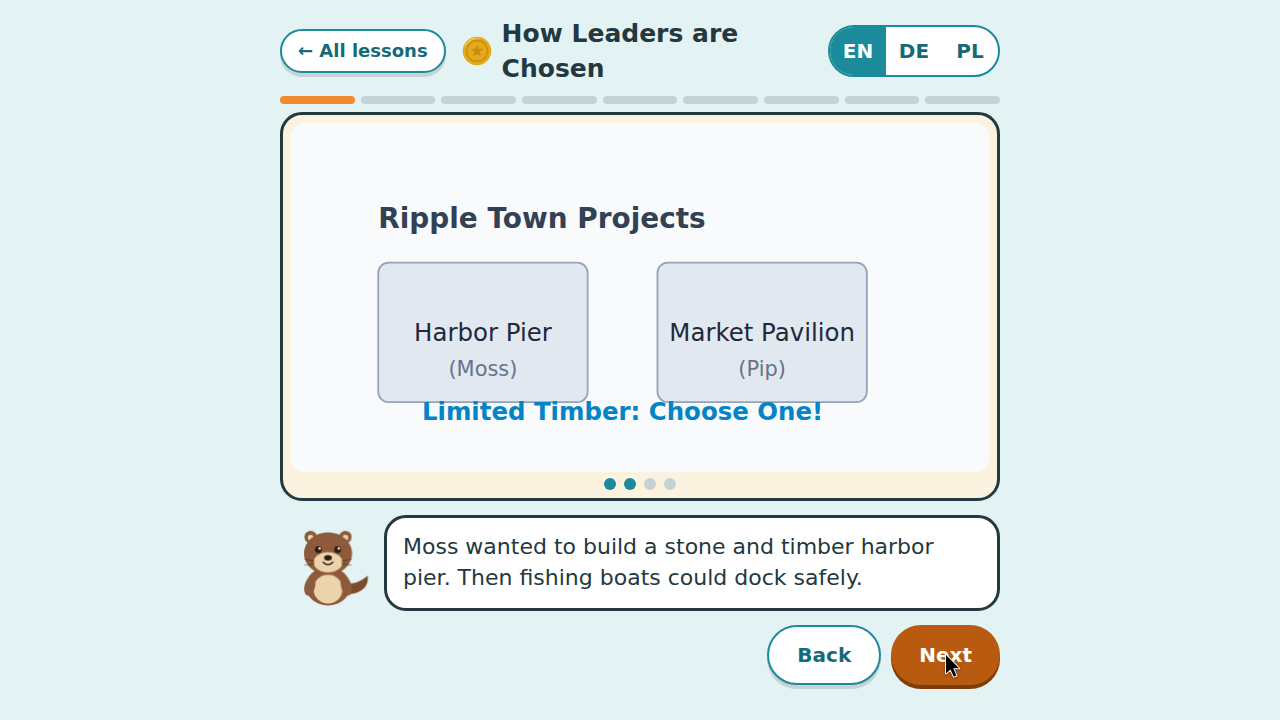 ← All lessons
How Leaders are
Chosen
EN DE PL
Ripple Town Projects
Harbor Pier
(Moss)
Market Pavilion
(Pip)
Limited Timber: Choose One!
Moss wanted to build a stone and timber harbor
pier. Then fishing boats could dock safely.
Back
Next